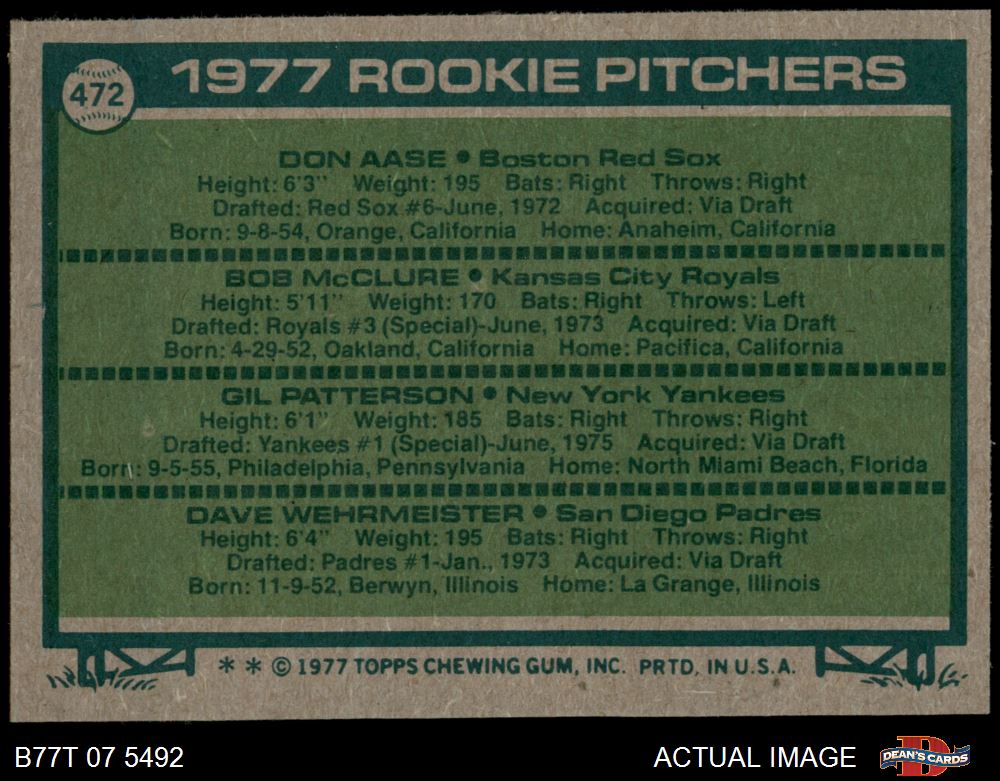 472
1977 ROOKIE PITCHERS
DON AASE • Boston Red Sox
Height: 6'3" Weight: 195 Bats: Right Throws: Right
Drafted: Red Sox #6-June, 1972 Acquired: Via Draft
Born: 9-8-54, Orange, California Home: Anaheim, California
BOB McCLURE • Kansas City Royals
Height: 5'11" Weight: 170 Bats: Right Throws: Left
Drafted: Royals #3 (Special)-June, 1973 Acquired: Via Draft
Born: 4-29-52, Oakland, California Home: Pacifica, California
GIL PATTERSON • New York Yankees
Height: 6'1" Weight: 185 Bats: Right Throws: Right
Drafted: Yankees #1 (Special)-June, 1975 Acquired: Via Draft
Born: 9-5-55, Philadelphia, Pennsylvania Home: North Miami Beach, Florida
DAVE WEHRMEISTER • San Diego Padres
Height: 6'4" Weight: 195 Bats: Right Throws: Right
Drafted: Padres #1-Jan., 1973 Acquired: Via Draft
Born: 11-9-52, Berwyn, Illinois Home: La Grange, Illinois
* * © 1977 TOPPS CHEWING GUM, INC. PRTD. IN U.S.A.
B77T 07 5492 ACTUAL IMAGE
D
DEAN'S CARDS